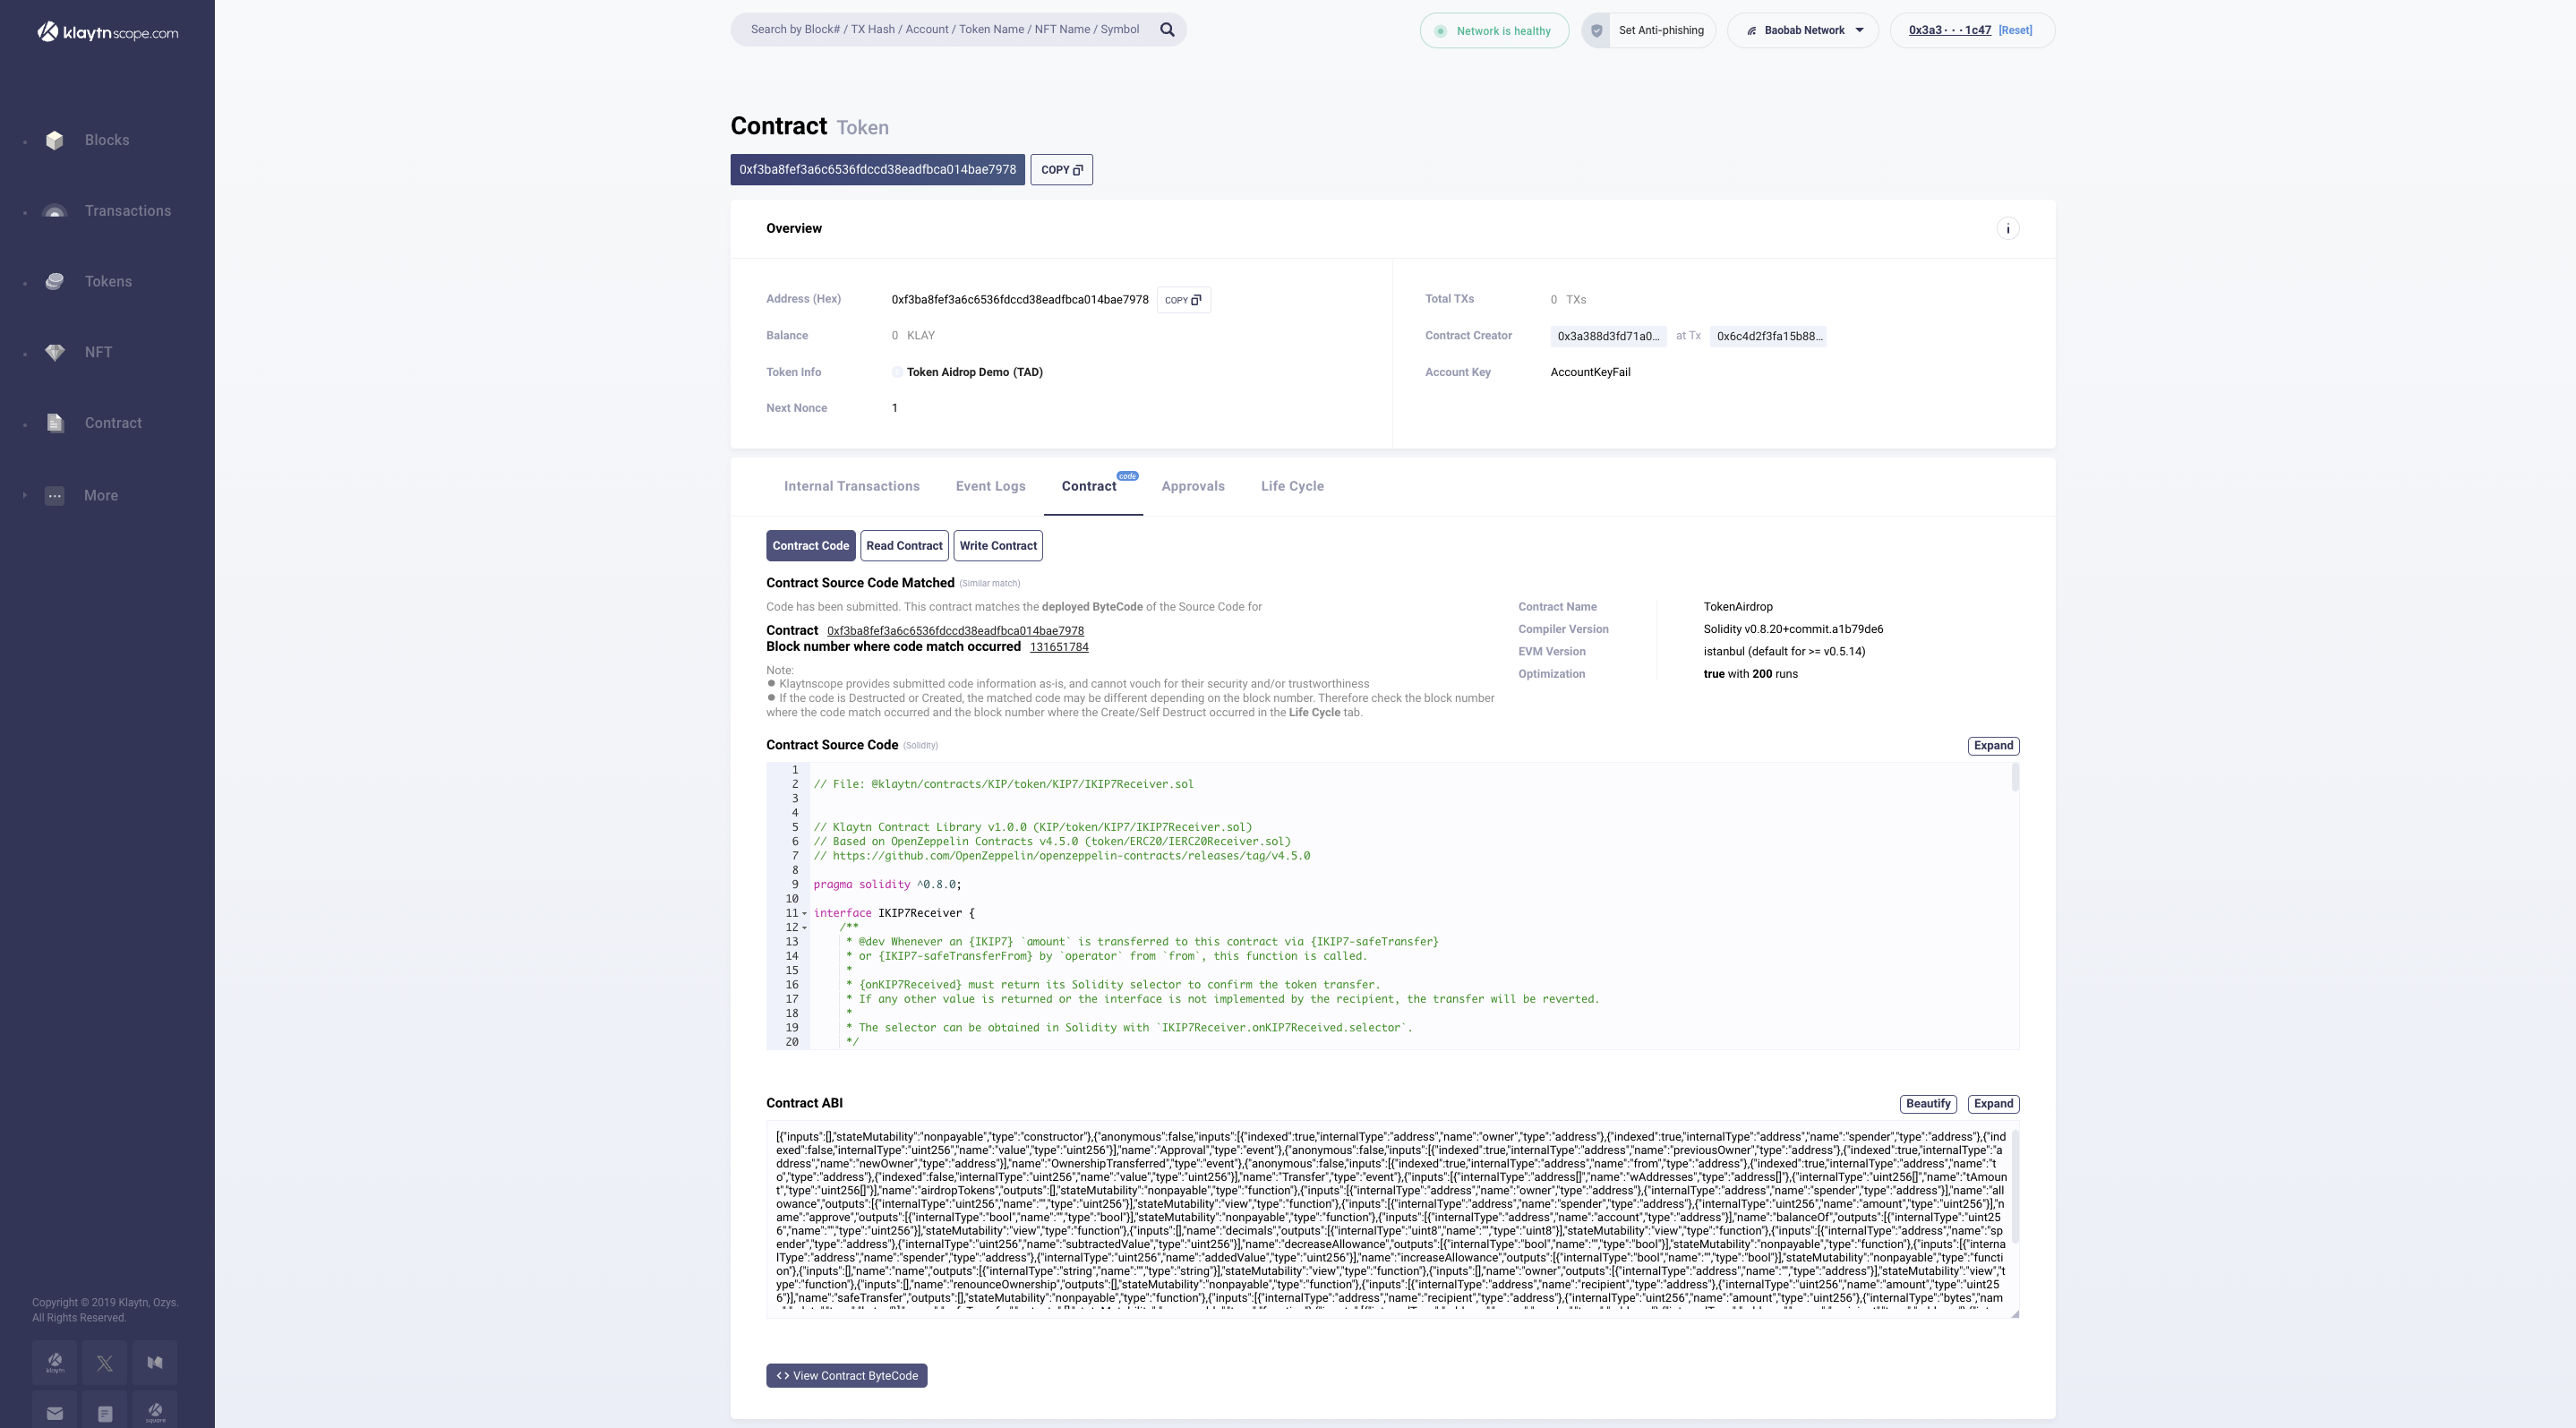 klaytnscope.com
Search by Block# / TX Hash / Account / Token Name / NFT Name / Symbol
Network is healthy
Set Anti-phishing
Baobab Network
0x3a3···1c47 [Reset]
Blocks
Transactions
Tokens
NFT
Contract
More
Contract Token
0xf3ba8fef3a6c6536fdccd38eadfbca014bae7978 COPY
Overview
i
Address (Hex) 0xf3ba8fef3a6c6536fdccd38eadfbca014bae7978 COPY
Balance 0 KLAY
Token Info Token Aidrop Demo (TAD)
Next Nonce 1
Total TXs 0 TXs
Contract Creator 0x3a388d3fd71a0... at Tx 0x6c4d2f3fa15b88...
Account Key AccountKeyFail
Internal Transactions Event Logs Contract code Approvals Life Cycle
Contract Code Read Contract Write Contract
Contract Source Code Matched (Similar match)
Code has been submitted. This contract matches the deployed ByteCode of the Source Code for
Contract 0xf3ba8fef3a6c6536fdccd38eadfbca014bae7978
Block number where code match occurred 131651784
Note:
● Klaytnscope provides submitted code information as-is, and cannot vouch for their security and/or trustworthiness
● If the code is Destructed or Created, the matched code may be different depending on the block number. Therefore check the block number
where the code match occurred and the block number where the Create/Self Destruct occurred in the Life Cycle tab.
Contract Name TokenAirdrop
Compiler Version Solidity v0.8.20+commit.a1b79de6
EVM Version istanbul (default for >= v0.5.14)
Optimization true with 200 runs
Contract Source Code (Solidity) Expand
1
2 // File: @klaytn/contracts/KIP/token/KIP7/IKIP7Receiver.sol
3
4
5 // Klaytn Contract Library v1.0.0 (KIP/token/KIP7/IKIP7Receiver.sol)
6 // Based on OpenZeppelin Contracts v4.5.0 (token/ERC20/IERC20Receiver.sol)
7 // https://github.com/OpenZeppelin/openzeppelin-contracts/releases/tag/v4.5.0
8
9 pragma solidity ^0.8.0;
10
11 interface IKIP7Receiver {
12 /**
13 * @dev Whenever an {IKIP7} `amount` is transferred to this contract via {IKIP7-safeTransfer}
14 * or {IKIP7-safeTransferFrom} by `operator` from `from`, this function is called.
15 *
16 * {onKIP7Received} must return its Solidity selector to confirm the token transfer.
17 * If any other value is returned or the interface is not implemented by the recipient, the transfer will be reverted.
18 *
19 * The selector can be obtained in Solidity with `IKIP7Receiver.onKIP7Received.selector`.
20 */
Contract ABI Beautify Expand
[{"inputs":[],"stateMutability":"nonpayable","type":"constructor"},{"anonymous":false,"inputs":[{"indexed":true,"internalType":"address","name":"owner","type":"address"},{"indexed":true,"internalType":"address","name":"spender","type":"address"},{"ind
exed":false,"internalType":"uint256","name":"value","type":"uint256"}],"name":"Approval","type":"event"},{"anonymous":false,"inputs":[{"indexed":true,"internalType":"address","name":"previousOwner","type":"address"},{"indexed":true,"internalType":"a
ddress","name":"newOwner","type":"address"}],"name":"OwnershipTransferred","type":"event"},{"anonymous":false,"inputs":[{"indexed":true,"internalType":"address","name":"from","type":"address"},{"indexed":true,"internalType":"address","name":"t
o","type":"address"},{"indexed":false,"internalType":"uint256","name":"value","type":"uint256"}],"name":"Transfer","type":"event"},{"inputs":[{"internalType":"address[]","name":"wAddresses","type":"address[]"},{"internalType":"uint256[]","name":"tAmoun
t","type":"uint256[]"}],"name":"airdropTokens","outputs":[],"stateMutability":"nonpayable","type":"function"},{"inputs":[{"internalType":"address","name":"owner","type":"address"},{"internalType":"address","name":"spender","type":"address"}],"name":"all
owance","outputs":[{"internalType":"uint256","name":"","type":"uint256"}],"stateMutability":"view","type":"function"},{"inputs":[{"internalType":"address","name":"spender","type":"address"},{"internalType":"uint256","name":"amount","type":"uint256"}],"n
ame":"approve","outputs":[{"internalType":"bool","name":"","type":"bool"}],"stateMutability":"nonpayable","type":"function"},{"inputs":[{"internalType":"address","name":"account","type":"address"}],"name":"balanceOf","outputs":[{"internalType":"uint25
6","name":"","type":"uint256"}],"stateMutability":"view","type":"function"},{"inputs":[],"name":"decimals","outputs":[{"internalType":"uint8","name":"","type":"uint8"}],"stateMutability":"view","type":"function"},{"inputs":[{"internalType":"address","name":"sp
ender","type":"address"},{"internalType":"uint256","name":"subtractedValue","type":"uint256"}],"name":"decreaseAllowance","outputs":[{"internalType":"bool","name":"","type":"bool"}],"stateMutability":"nonpayable","type":"function"},{"inputs":[{"interna
lType":"address","name":"spender","type":"address"},{"internalType":"uint256","name":"addedValue","type":"uint256"}],"name":"increaseAllowance","outputs":[{"internalType":"bool","name":"","type":"bool"}],"stateMutability":"nonpayable","type":"functi
on"},{"inputs":[],"name":"name","outputs":[{"internalType":"string","name":"","type":"string"}],"stateMutability":"view","type":"function"},{"inputs":[],"name":"owner","outputs":[{"internalType":"address","name":"","type":"address"}],"stateMutability":"view","t
ype":"function"},{"inputs":[],"name":"renounceOwnership","outputs":[],"stateMutability":"nonpayable","type":"function"},{"inputs":[{"internalType":"address","name":"recipient","type":"address"},{"internalType":"uint256","name":"amount","type":"uint25
6"}],"name":"safeTransfer","outputs":[],"stateMutability":"nonpayable","type":"function"},{"inputs":[{"internalType":"address","name":"recipient","type":"address"},{"internalType":"uint256","name":"amount","type":"uint256"},{"internalType":"bytes","nam
<> View Contract ByteCode
Copyright © 2019 Klaytn, Ozys.
All Rights Reserved.
klaytn
square